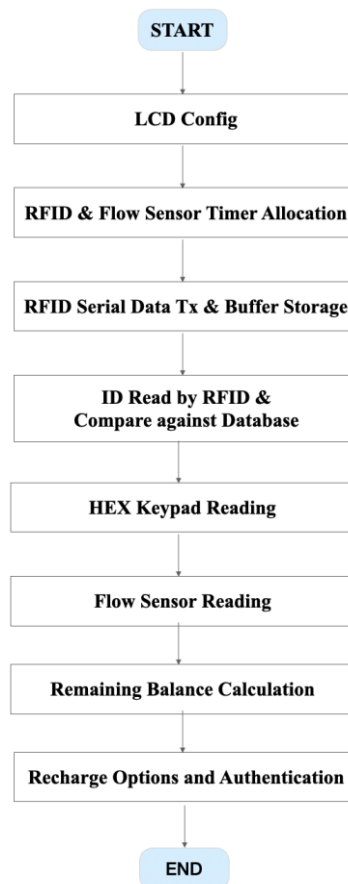 START
LCD Config
RFID & Flow Sensor Timer Allocation
RFID Serial Data Tx & Buffer Storage
ID Read by RFID &
Compare against Database
HEX Keypad Reading
Flow Sensor Reading
Remaining Balance Calculation
Recharge Options and Authentication
END